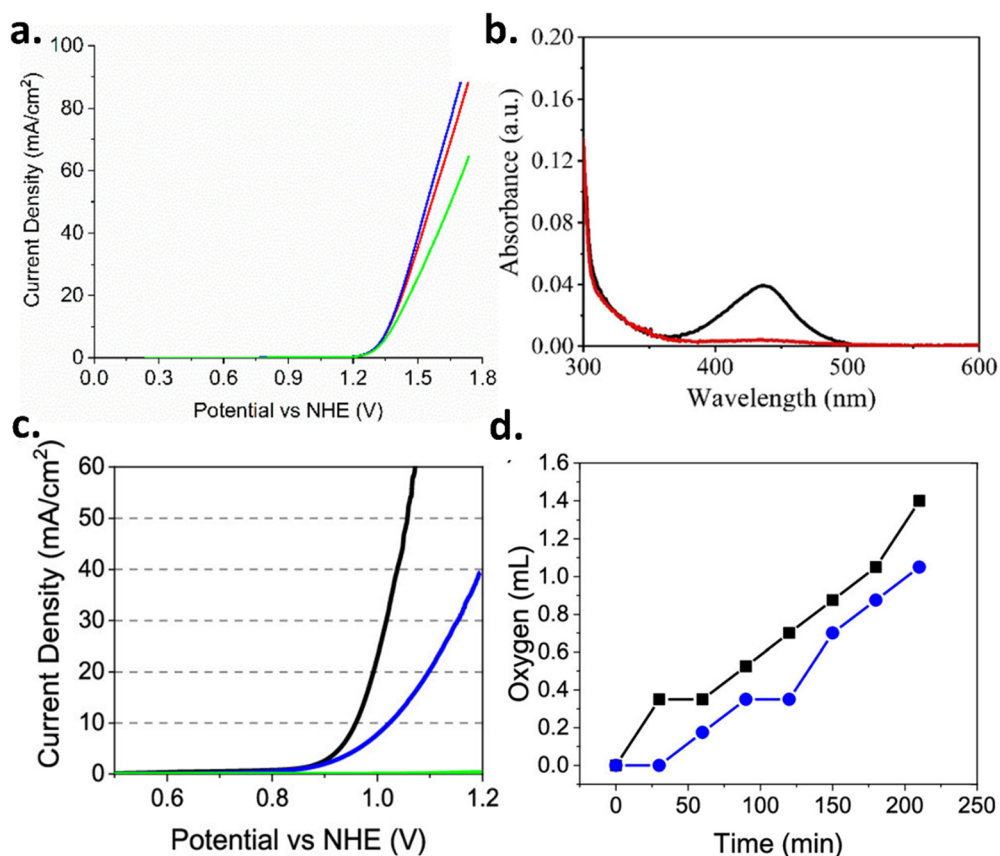 a.
Current Density (mA/cm²)
100
80
60
40
20
0
0.0 0.3 0.6 0.9 1.2 1.5 1.8
Potential vs NHE (V)
b.
Absorbance (a.u.)
0.20
0.16
0.12
0.08
0.04
0.00
300 400 500 600
Wavelength (nm)
c.
Current Density (mA/cm²)
60
50
40
30
20
10
0
0.6 0.8 1.0 1.2
Potential vs NHE (V)
d.
Oxygen (mL)
1.6
1.4
1.2
1.0
0.8
0.6
0.4
0.2
0.0
0 50 100 150 200 250
Time (min)